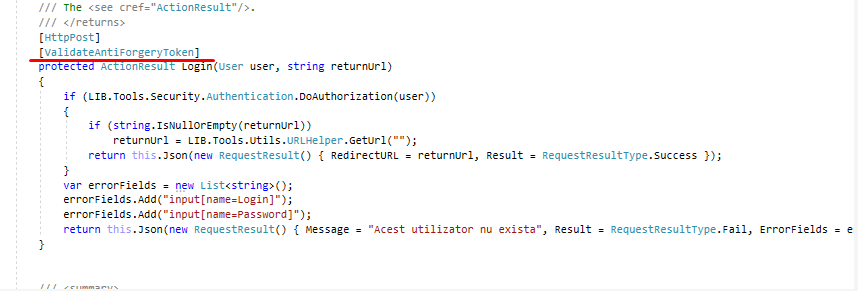 /// The <see cref="ActionResult"/>.
/// </returns>
[HttpPost]
[ValidateAntiForgeryToken]
protected ActionResult Login(User user, string returnUrl)
{
if (LIB.Tools.Security.Authentication.DoAuthorization(user))
{
if (string.IsNullOrEmpty(returnUrl))
returnUrl = LIB.Tools.Utils.URLHelper.GetUrl("");
return this.Json(new RequestResult() { RedirectURL = returnUrl, Result = RequestResultType.Success });
}
var errorFields = new List<string>();
errorFields.Add("input[name=Login]");
errorFields.Add("input[name=Password]");
return this.Json(new RequestResult() { Message = "Acest utilizator nu exista", Result = RequestResultType.Fail, ErrorFields = e
}
/// <summary>